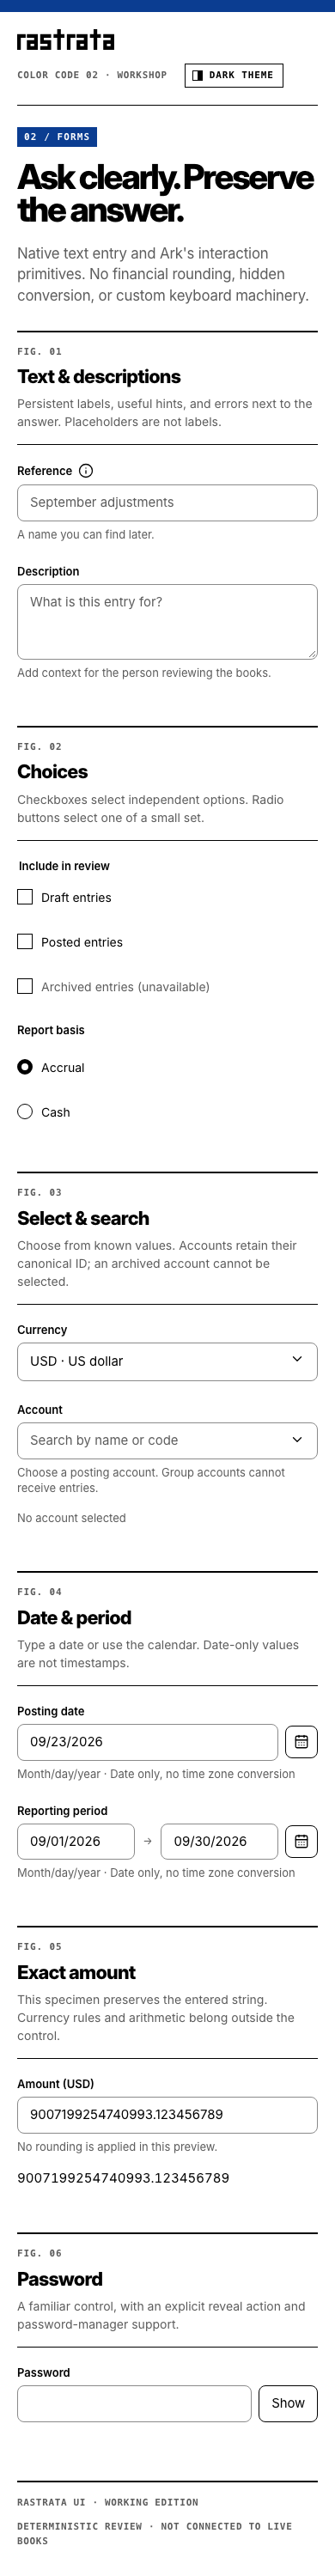 rastrata
COLOR CODE 02 · WORKSHOP
DARK THEME
02 / FORMS
Ask clearly. Preserve
the answer.
Native text entry and Ark's interaction
primitives. No financial rounding, hidden
conversion, or custom keyboard machinery.
FIG. 01
Text & descriptions
Persistent labels, useful hints, and errors next to the
answer. Placeholders are not labels.
Reference
September adjustments
A name you can find later.
Description
What is this entry for?
Add context for the person reviewing the books.
FIG. 02
Choices
Checkboxes select independent options. Radio
buttons select one of a small set.
Include in review
Draft entries
Posted entries
Archived entries (unavailable)
Report basis
Accrual
Cash
FIG. 03
Select & search
Choose from known values. Accounts retain their
canonical ID; an archived account cannot be
selected.
Currency
USD · US dollar
Account
Search by name or code
Choose a posting account. Group accounts cannot
receive entries.
No account selected
FIG. 04
Date & period
Type a date or use the calendar. Date-only values
are not timestamps.
Posting date
09/23/2026
Month/day/year · Date only, no time zone conversion
Reporting period
09/01/2026 → 09/30/2026
Month/day/year · Date only, no time zone conversion
FIG. 05
Exact amount
This specimen preserves the entered string.
Currency rules and arithmetic belong outside the
control.
Amount (USD)
9007199254740993.123456789
No rounding is applied in this preview.
9007199254740993.123456789
FIG. 06
Password
A familiar control, with an explicit reveal action and
password-manager support.
Password
Show
RASTRATA UI · WORKING EDITION
DETERMINISTIC REVIEW · NOT CONNECTED TO LIVE
BOOKS